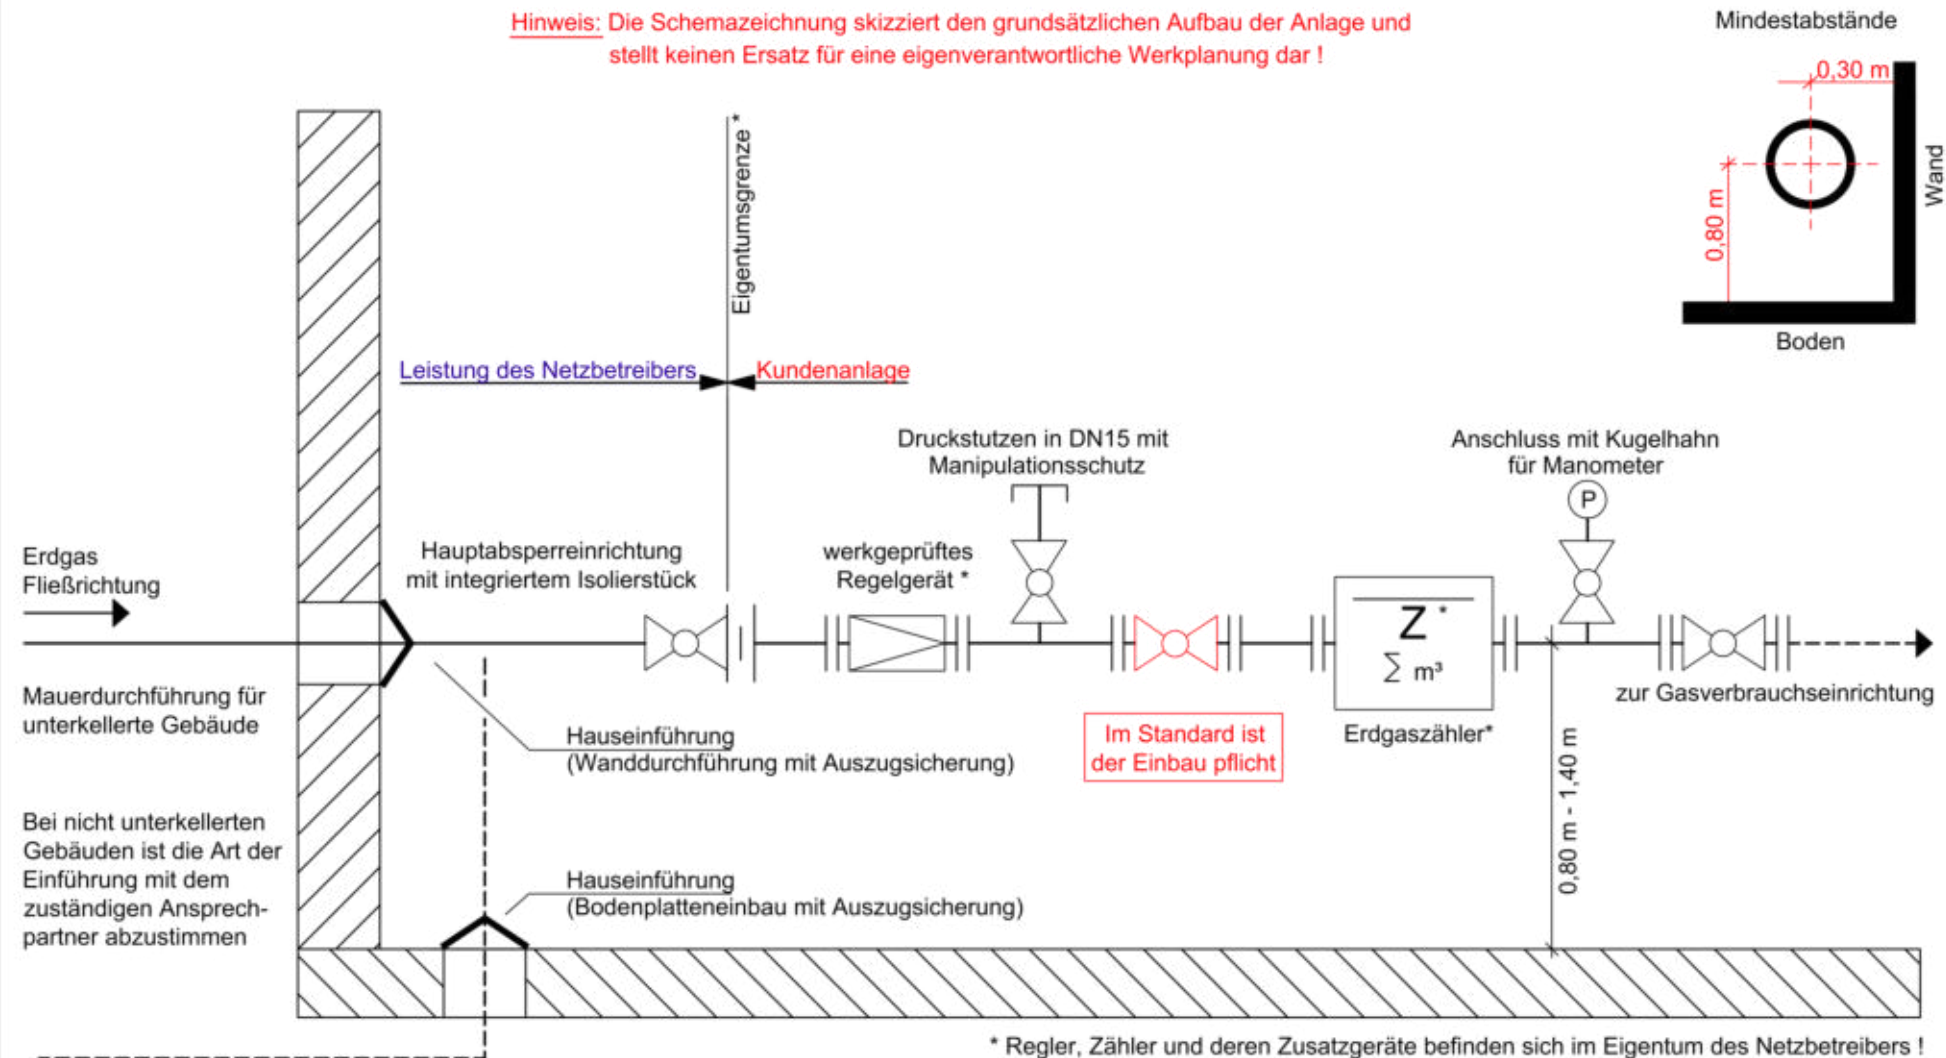 Hinweis: Die Schemazeichnung skizziert den grundsätzlichen Aufbau der Anlage und
stellt keinen Ersatz für eine eigenverantwortliche Werkplanung dar !
Mindestabstände
0,30 m
0,80 m
Wand
Boden
Eigentumsgrenze *
Leistung des Netzbetreibers
Kundenanlage
Druckstutzen in DN15 mit
Manipulationsschutz
Anschluss mit Kugelhahn
für Manometer
P
Erdgas
Fließrichtung
Hauptabsperreinrichtung
mit integriertem Isolierstück
werkgeprüftes
Regelgerät *
Z *
∑ m³
Mauerdurchführung für
unterkellerte Gebäude
Hauseinführung
(Wanddurchführung mit Auszugsicherung)
Im Standard ist
der Einbau pflicht
Erdgaszähler*
zur Gasverbrauchseinrichtung
0,80 m - 1,40 m
Bei nicht unterkellerten
Gebäuden ist die Art der
Einführung mit dem
zuständigen Ansprech-
partner abzustimmen
Hauseinführung
(Bodenplatteneinbau mit Auszugsicherung)
* Regler, Zähler und deren Zusatzgeräte befinden sich im Eigentum des Netzbetreibers !